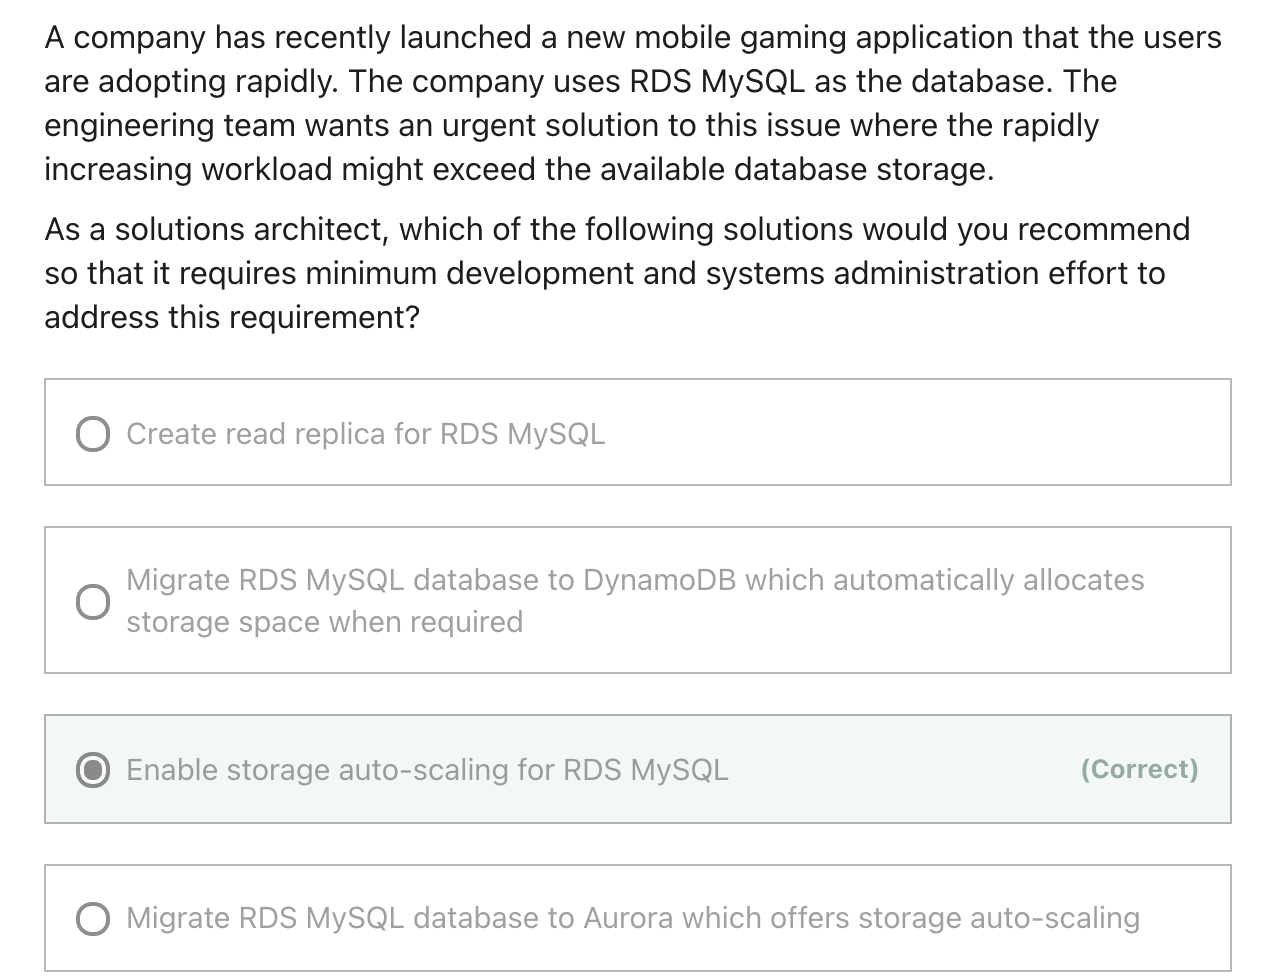 A company has recently launched a new mobile gaming application that the users
are adopting rapidly. The company uses RDS MySQL as the database. The
engineering team wants an urgent solution to this issue where the rapidly
increasing workload might exceed the available database storage.
As a solutions architect, which of the following solutions would you recommend
so that it requires minimum development and systems administration effort to
address this requirement?
Create read replica for RDS MySQL
Migrate RDS MySQL database to DynamoDB which automatically allocates
storage space when required
Enable storage auto-scaling for RDS MySQL (Correct)
Migrate RDS MySQL database to Aurora which offers storage auto-scaling